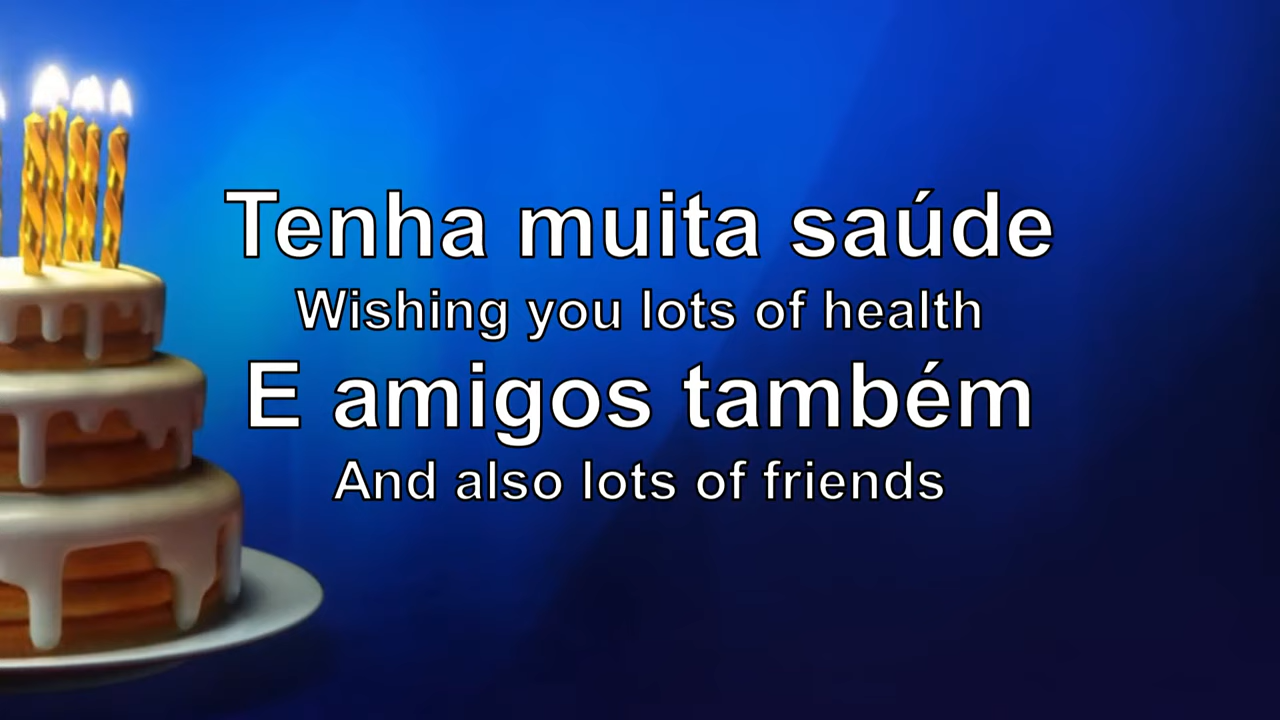 Tenha muita saúde
Wishing you lots of health
E amigos também
And also lots of friends